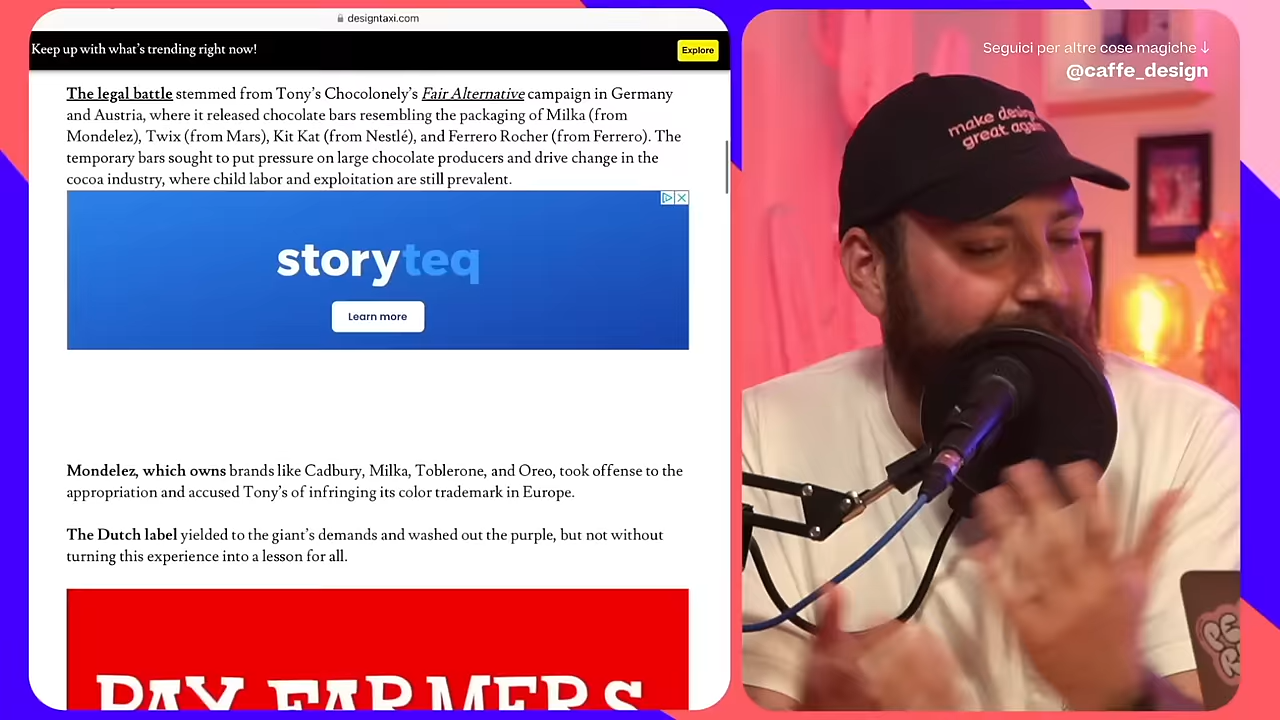 designtaxi.com
Keep up with what's trending right now!
Explore
The legal battle stemmed from Tony's Chocolonely's Fair Alternative campaign in Germany
and Austria, where it released chocolate bars resembling the packaging of Milka (from
Mondelez), Twix (from Mars), Kit Kat (from Nestlé), and Ferrero Rocher (from Ferrero). The
temporary bars sought to put pressure on large chocolate producers and drive change in the
cocoa industry, where child labor and exploitation are still prevalent.
storyteq
Learn more
Mondelez, which owns brands like Cadbury, Milka, Toblerone, and Oreo, took offense to the
appropriation and accused Tony's of infringing its color trademark in Europe.
The Dutch label yielded to the giant's demands and washed out the purple, but not without
turning this experience into a lesson for all.
PAY FARMERS
Seguici per altre cose magiche ↓
@caffe_design
make design
great again